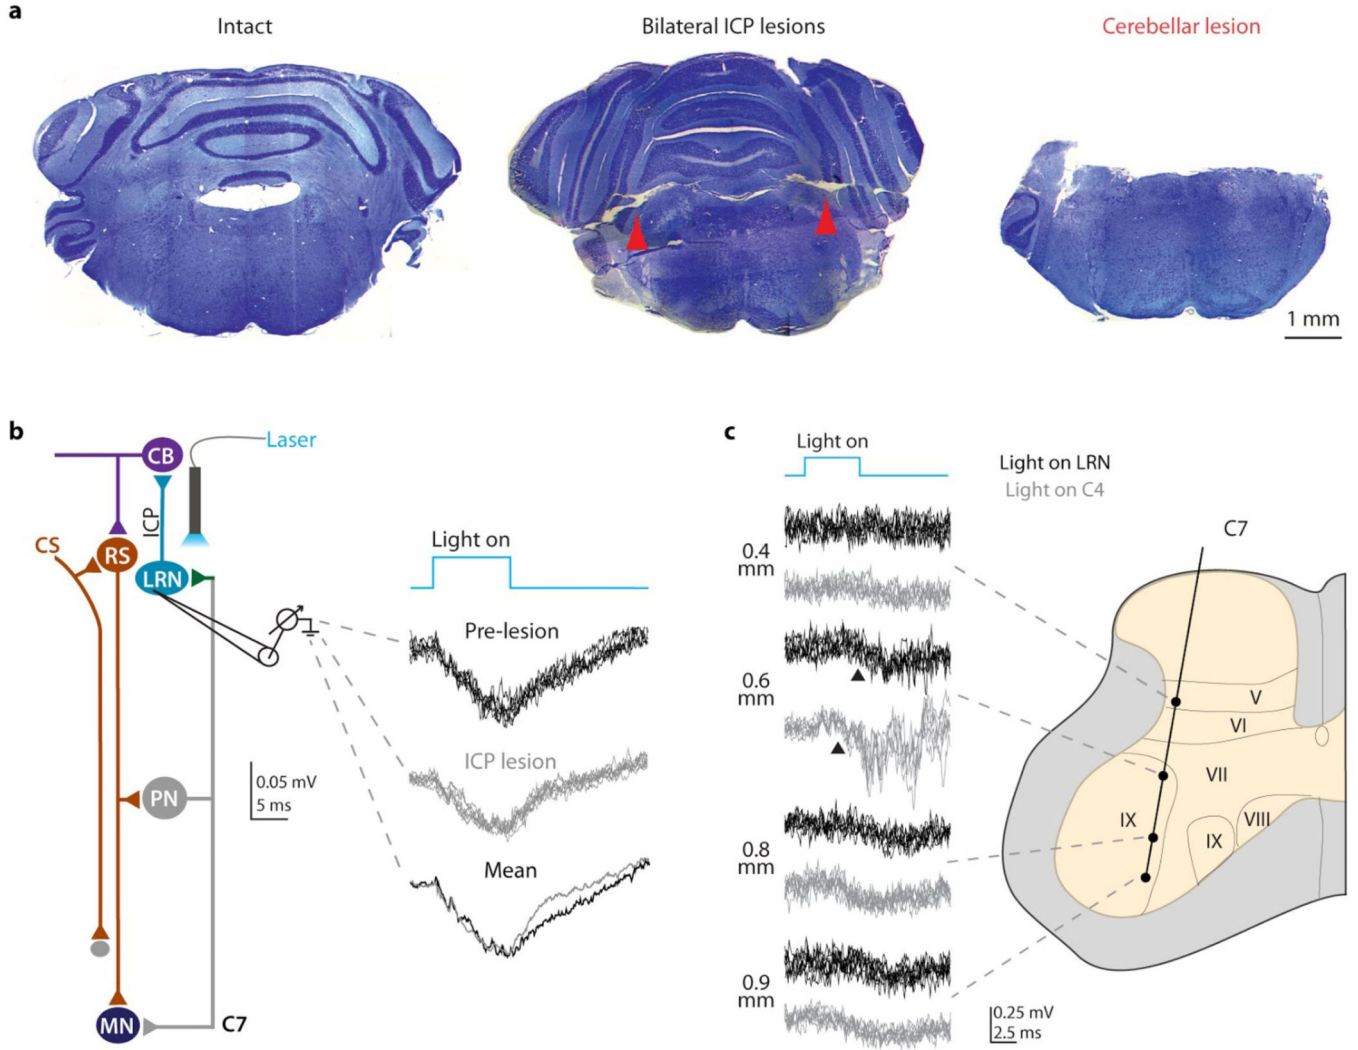 a
Intact
Bilateral ICP lesions
Cerebellar lesion
1 mm
b
CB
Laser
ICP
CS
RS
LRN
Light on
Pre-lesion
ICP lesion
0.05 mV
5 ms
PN
Mean
MN
C7
c
Light on
Light on LRN
Light on C4
C7
0.4
mm
0.6
mm
0.8
mm
0.9
mm
V
VI
VII
IX
VIII
IX
0.25 mV
2.5 ms